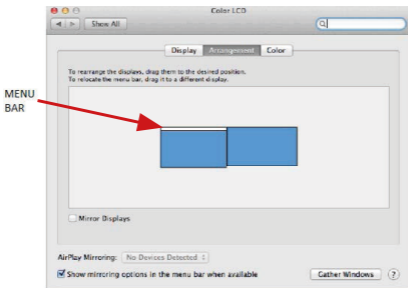 Color LCD
Show All
Display Arrangement Color
To rearrange the displays, drag them to the desired position.
To relocate the menu bar, drag it to a different display.
MENU
BAR
Mirror Displays
AirPlay Mirroring: No Devices Detected
Show mirroring options in the menu bar when available
Gather Windows ?